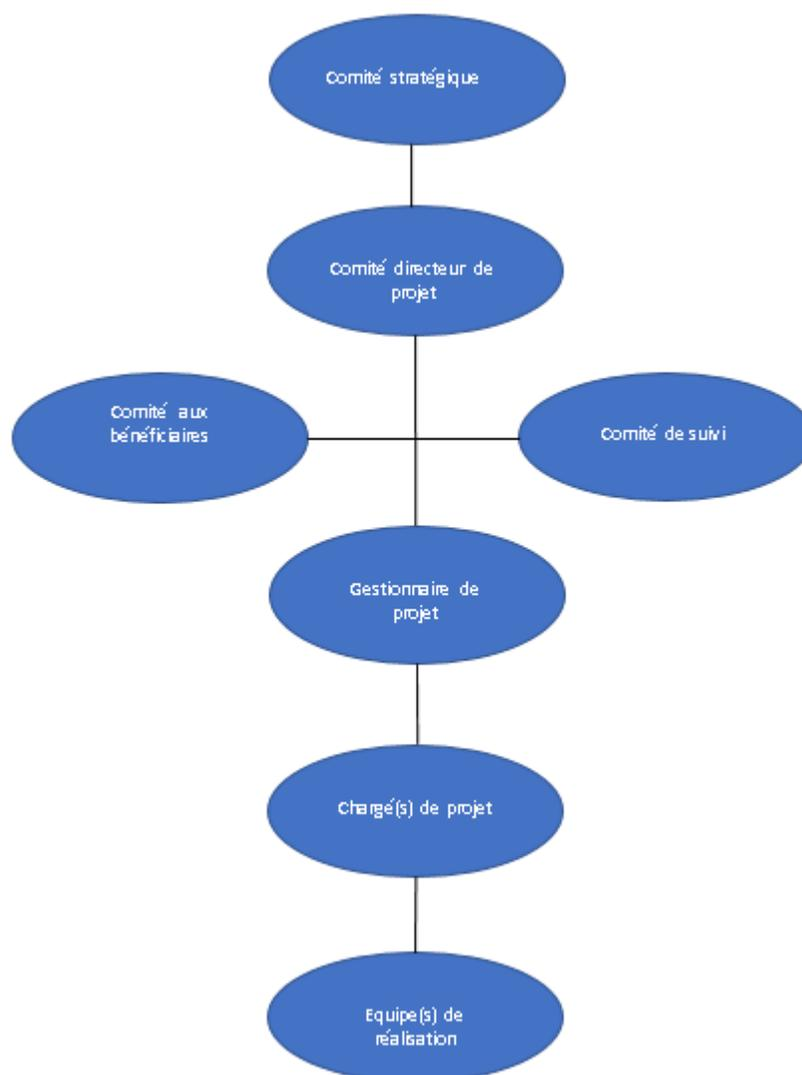 Comité stratégique
Comité directeur de
projet
Comité aux
bénéficiaires
Comité de suivi
Gestionnaire de
projet
Chargé(s) de projet
Equipe(s) de
réalisation